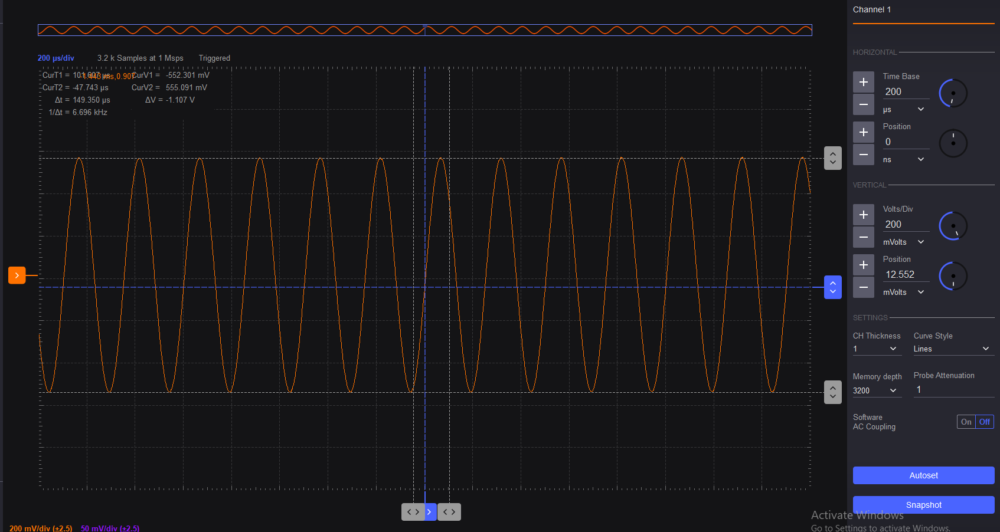 Channel 1
HORIZONTAL
200 µs/div 3.2 k Samples at 1 Msps Triggered
CurT1 = 101.607 µs CurV1 = -552.301 mV
-1.443 ms,0.907
CurT2 = -47.743 µs CurV2 = 555.091 mV
Δt = 149.350 µs ΔV = -1.107 V
1/Δt = 6.696 kHz
Time Base
200
µs
Position
0
ns
VERTICAL
Volts/Div
200
mVolts
Position
12.552
mVolts
SETTINGS
CH Thickness Curve Style
1 Lines
Memory depth Probe Attenuation
3200 1
Software
AC Coupling
On Off
Autoset
Snapshot
Activate Windows
Go to Settings to activate Windows.
200 mV/div (±2.5) 50 mV/div (±2.5)